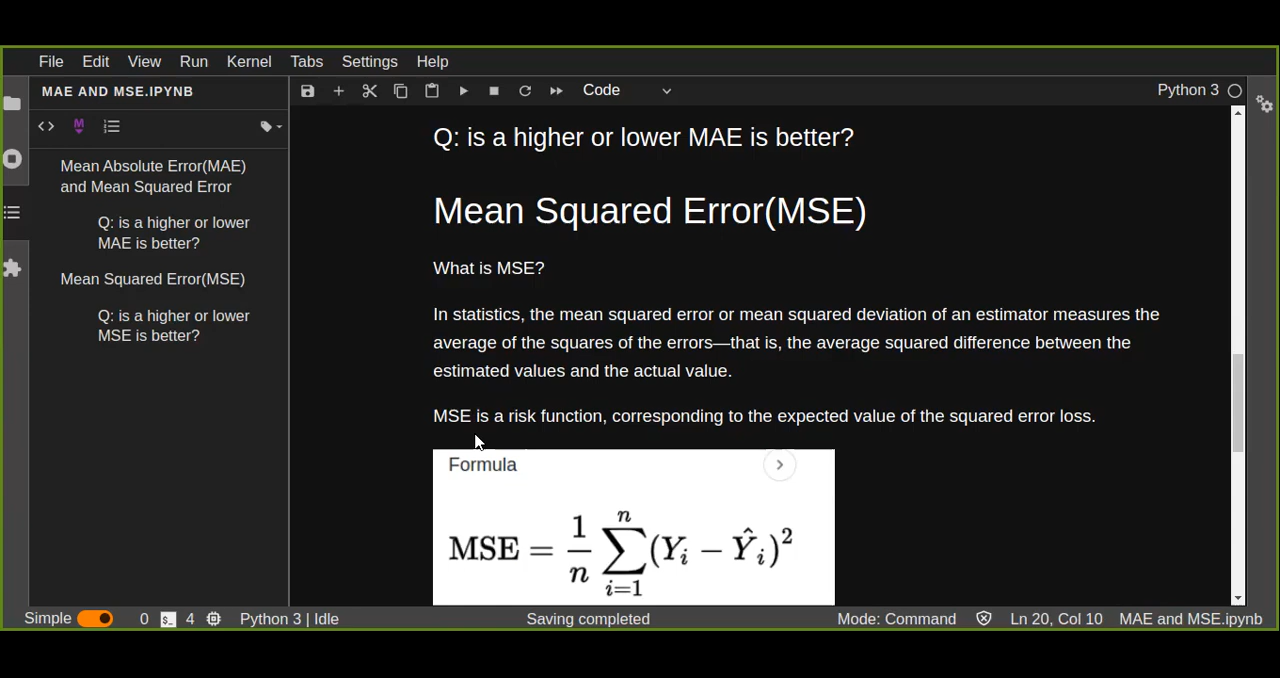 File Edit View Run Kernel Tabs Settings Help
MAE AND MSE.IPYNB
Code
Python 3
M
Mean Absolute Error(MAE)
and Mean Squared Error
Q: is a higher or lower
MAE is better?
Mean Squared Error(MSE)
Q: is a higher or lower
MSE is better?
Q: is a higher or lower MAE is better?
Mean Squared Error(MSE)
What is MSE?
In statistics, the mean squared error or mean squared deviation of an estimator measures the
average of the squares of the errors—that is, the average squared difference between the
estimated values and the actual value.
MSE is a risk function, corresponding to the expected value of the squared error loss.
Formula
MSE = 1/n ∑_{i=1}^{n} (Y_i − Ŷ_i)²
Simple 0 $_ 4 Python 3 | Idle Saving completed Mode: Command Ln 20, Col 10 MAE and MSE.ipynb